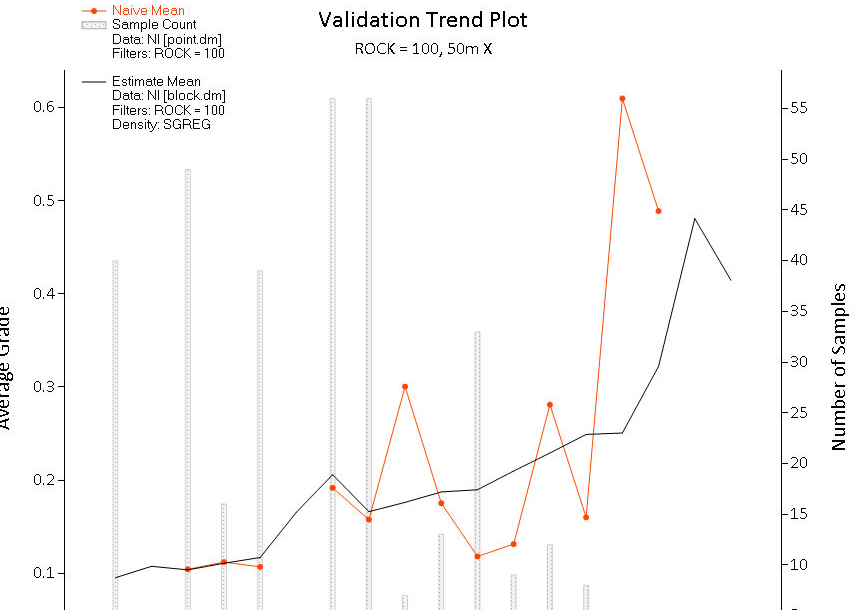 Validation Trend Plot
ROCK = 100, 50m X
Naive Mean
Sample Count
Data: NI [point.dm]
Filters: ROCK = 100
Estimate Mean
Data: NI [block.dm]
Filters: ROCK = 100
Density: SGREG
Average Grade
0.6
0.5
0.4
0.3
0.2
0.1
55
50
45
40
35
30
25
20
15
10
Number of Samples